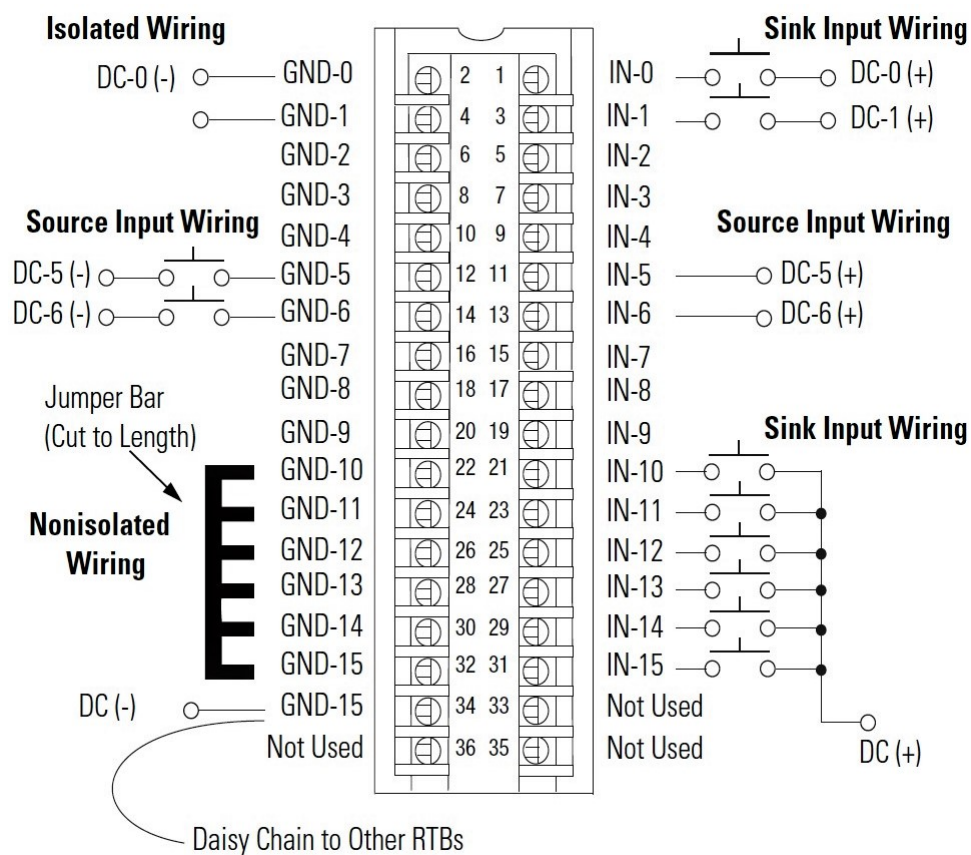 Isolated Wiring
Sink Input Wiring
DC-0 (-) GND-0 2 1 IN-0 DC-0 (+)
GND-1 4 3 IN-1 DC-1 (+)
GND-2 6 5 IN-2
GND-3 8 7 IN-3
Source Input Wiring
Source Input Wiring
GND-4 10 9 IN-4
DC-5 (-) GND-5 12 11 IN-5 DC-5 (+)
DC-6 (-) GND-6 14 13 IN-6 DC-6 (+)
GND-7 16 15 IN-7
GND-8 18 17 IN-8
Jumper Bar
(Cut to Length)
GND-9 20 19 IN-9
Sink Input Wiring
GND-10 22 21 IN-10
GND-11 24 23 IN-11
Nonisolated
Wiring
GND-12 26 25 IN-12
GND-13 28 27 IN-13
GND-14 30 29 IN-14
GND-15 32 31 IN-15
DC (-) GND-15 34 33 Not Used
Not Used 36 35 Not Used
DC (+)
Daisy Chain to Other RTBs